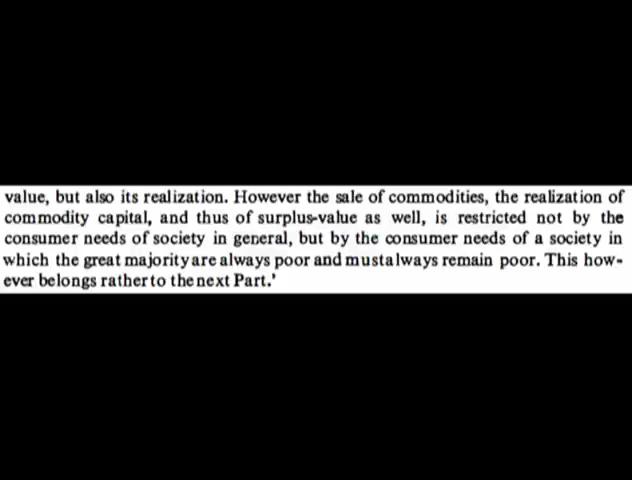 value, but also its realization. However the sale of commodities, the realization of
commodity capital, and thus of surplus-value as well, is restricted not by the
consumer needs of society in general, but by the consumer needs of a society in
which the great majority are always poor and must always remain poor. This how-
ever belongs rather to the next Part.'